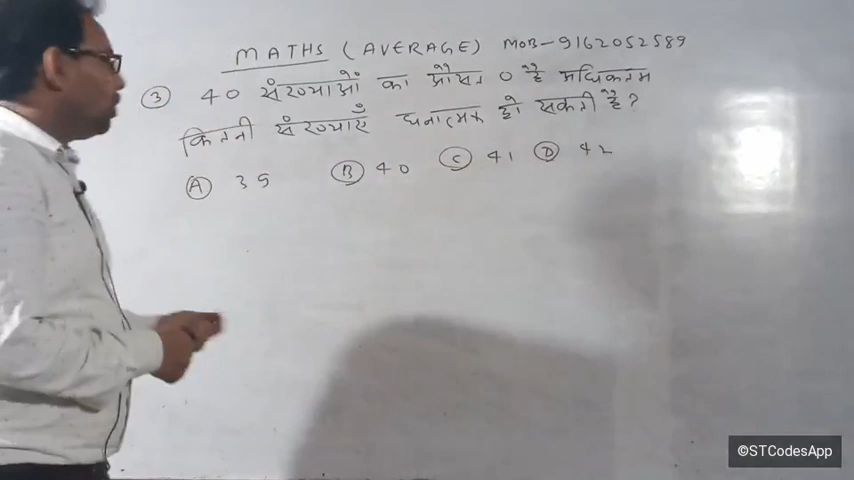 MATHS (AVERAGE) MOB-9162052589
③ 40 संख्याओं का औसत 0 है अधिकतम
कितनी संख्याएँ धनात्मक हो सकती है ?
Ⓐ 39 Ⓑ 40 Ⓒ 41 Ⓓ 42
©STCodesApp